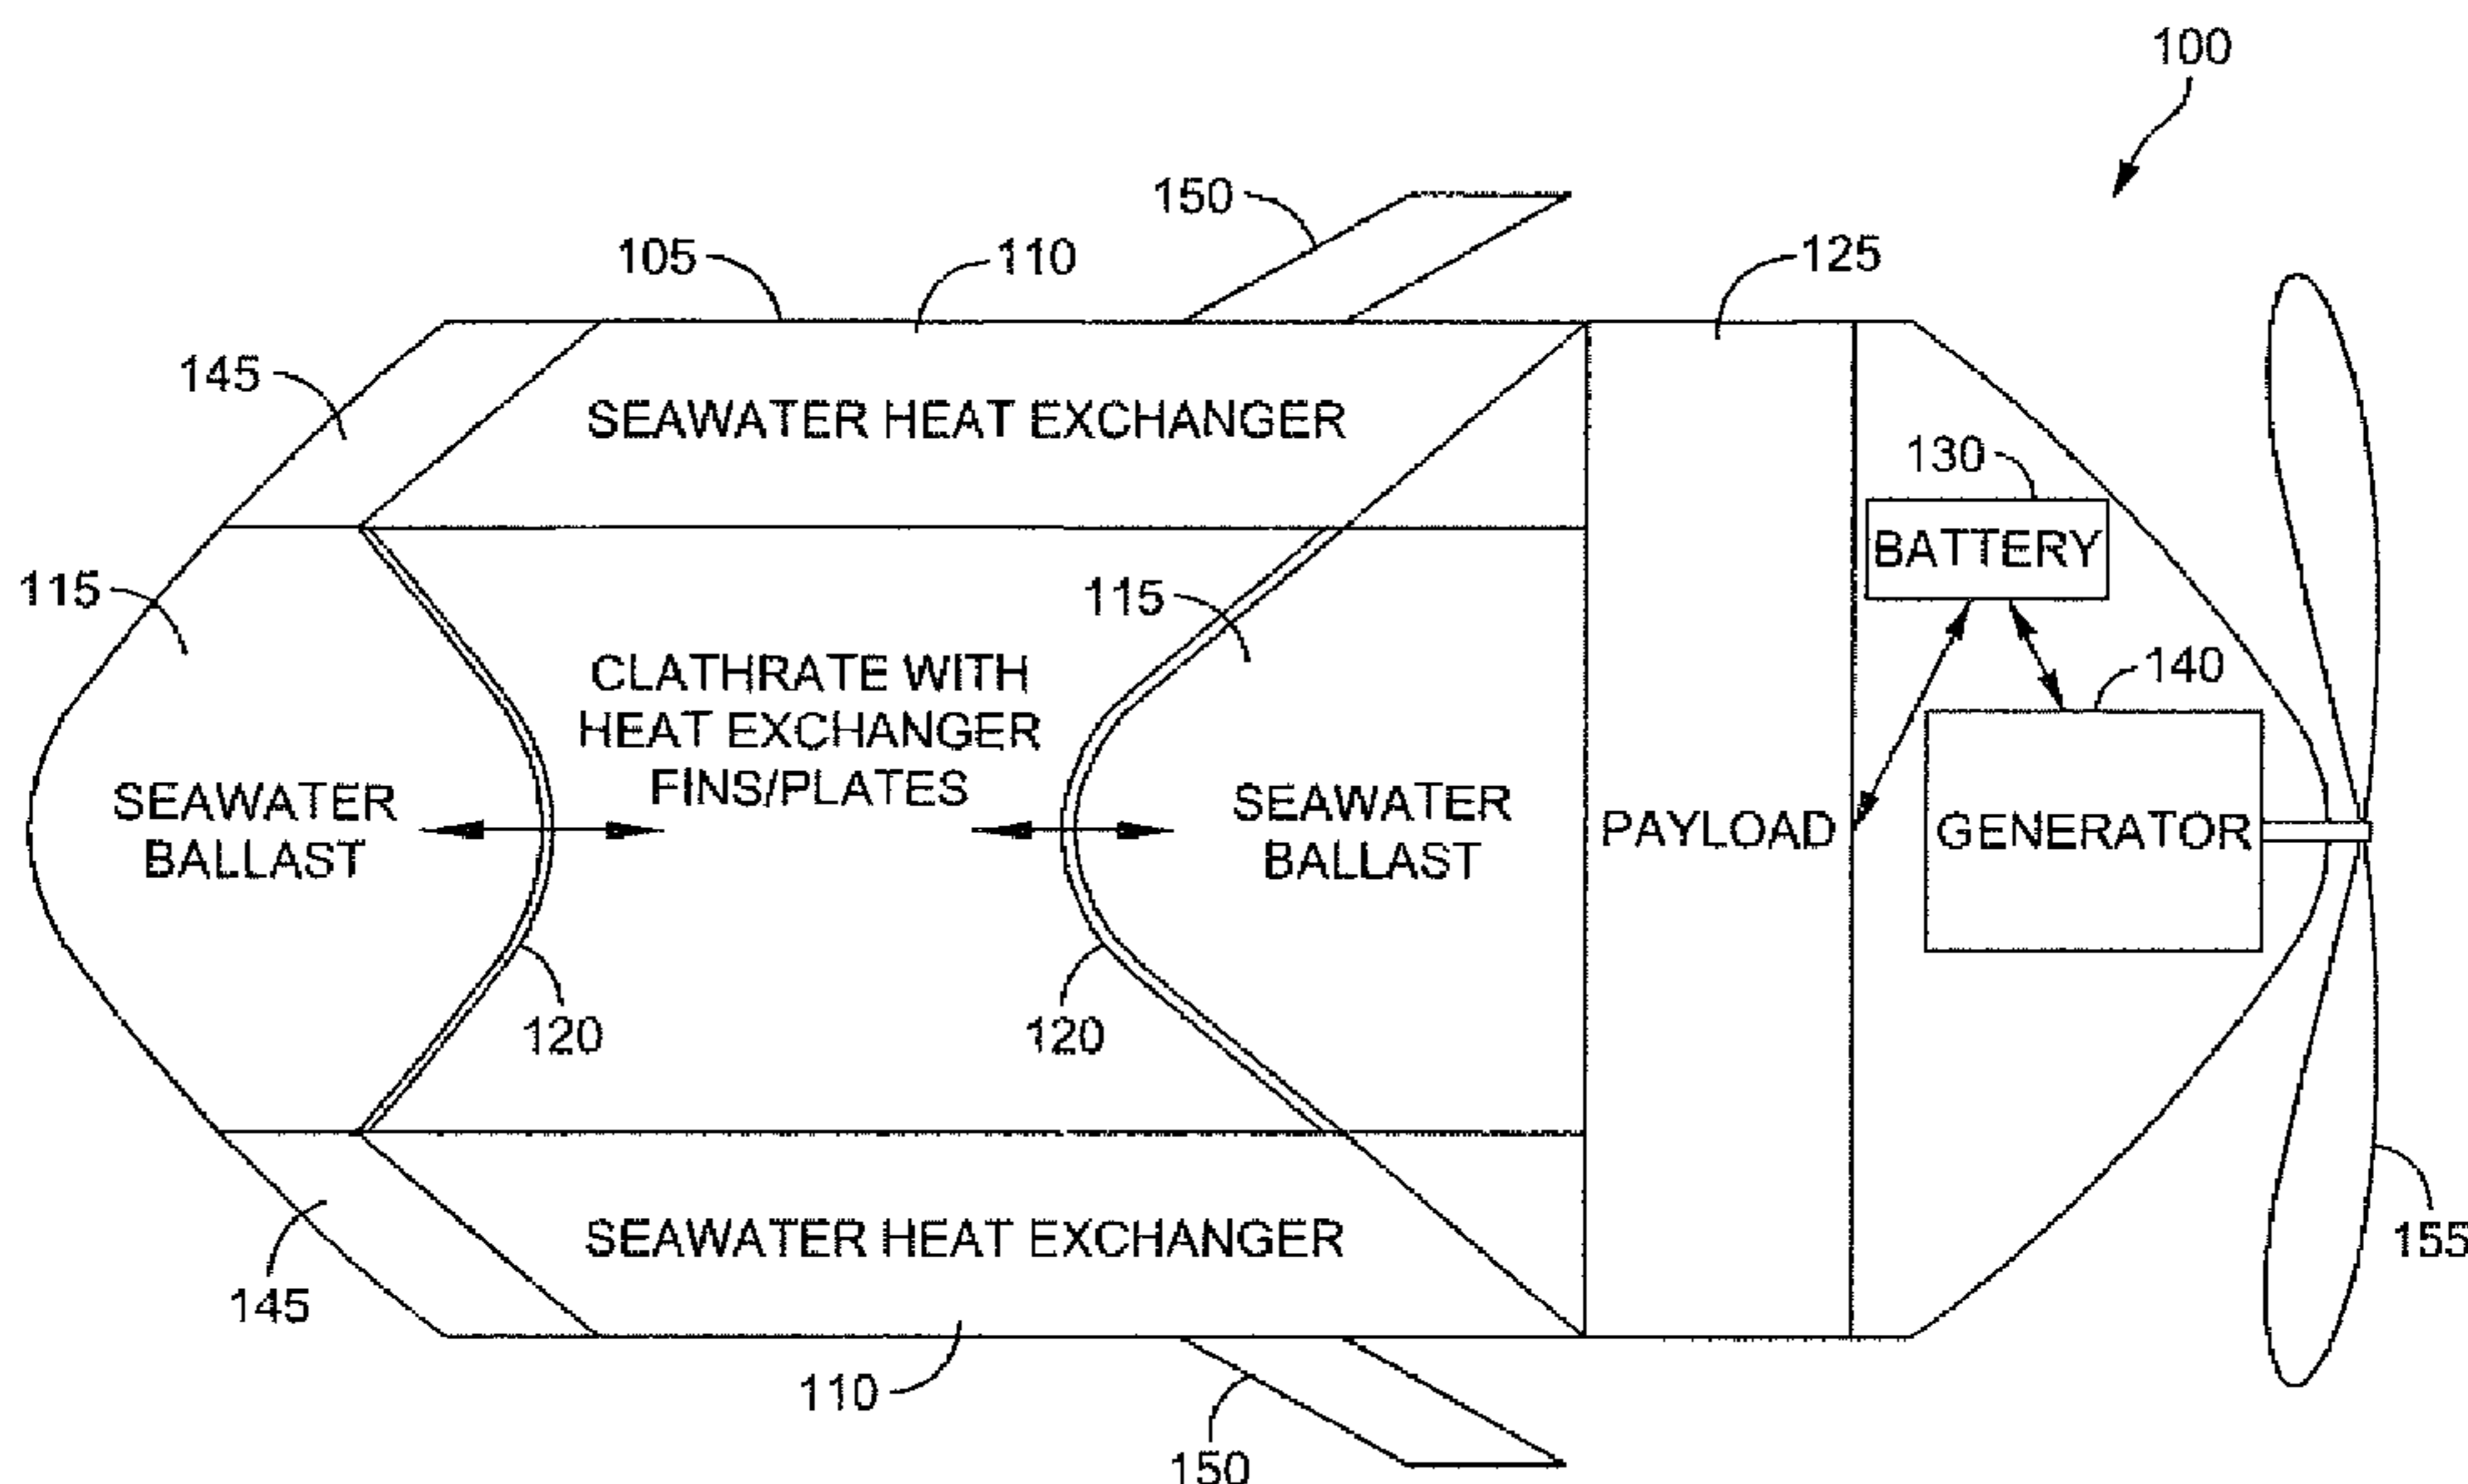 100
150
105
110
125
145
SEAWATER HEAT EXCHANGER
130
BATTERY
115
115
CLATHRATE WITH
HEAT EXCHANGER
FINS/PLATES
140
SEAWATER
BALLAST
SEAWATER
BALLAST
PAYLOAD
GENERATOR
120
120
SEAWATER HEAT EXCHANGER
155
145
110
150